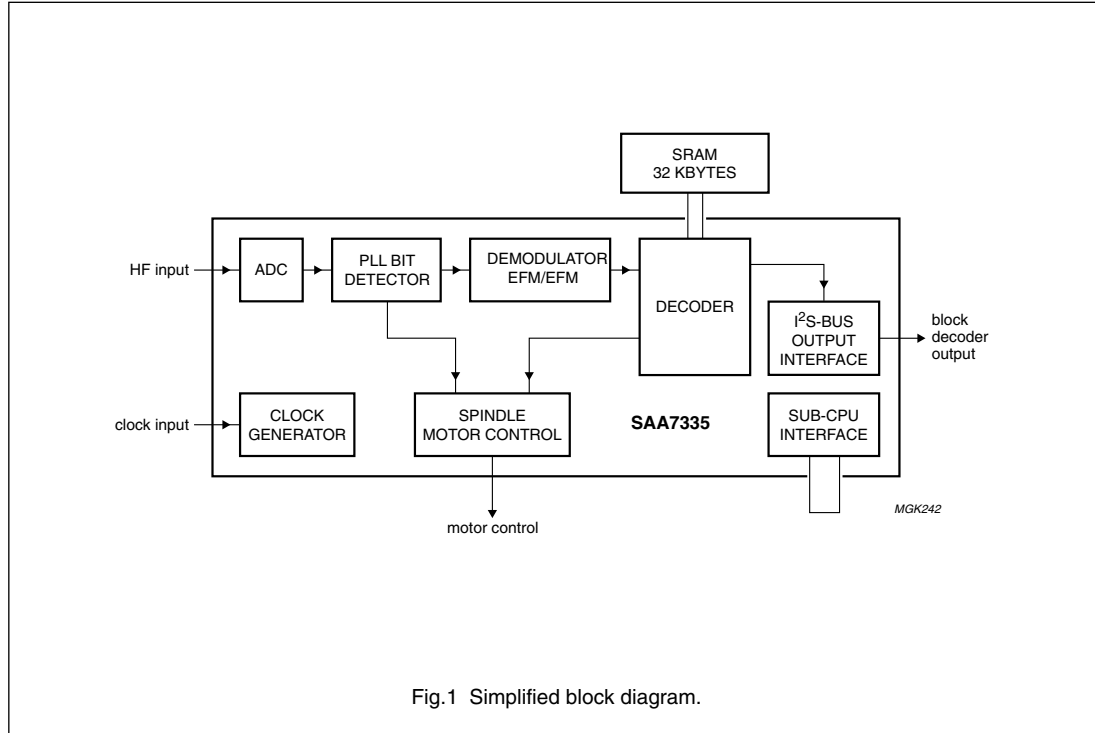 SRAM
32 KBYTES
HF input
ADC
PLL BIT
DETECTOR
DEMODULATOR
EFM/EFM
DECODER
I²S-BUS
OUTPUT
INTERFACE
block
decoder
output
clock input
CLOCK
GENERATOR
SPINDLE
MOTOR CONTROL
SAA7335
SUB-CPU
INTERFACE
motor control
MGK242
Fig.1 Simplified block diagram.